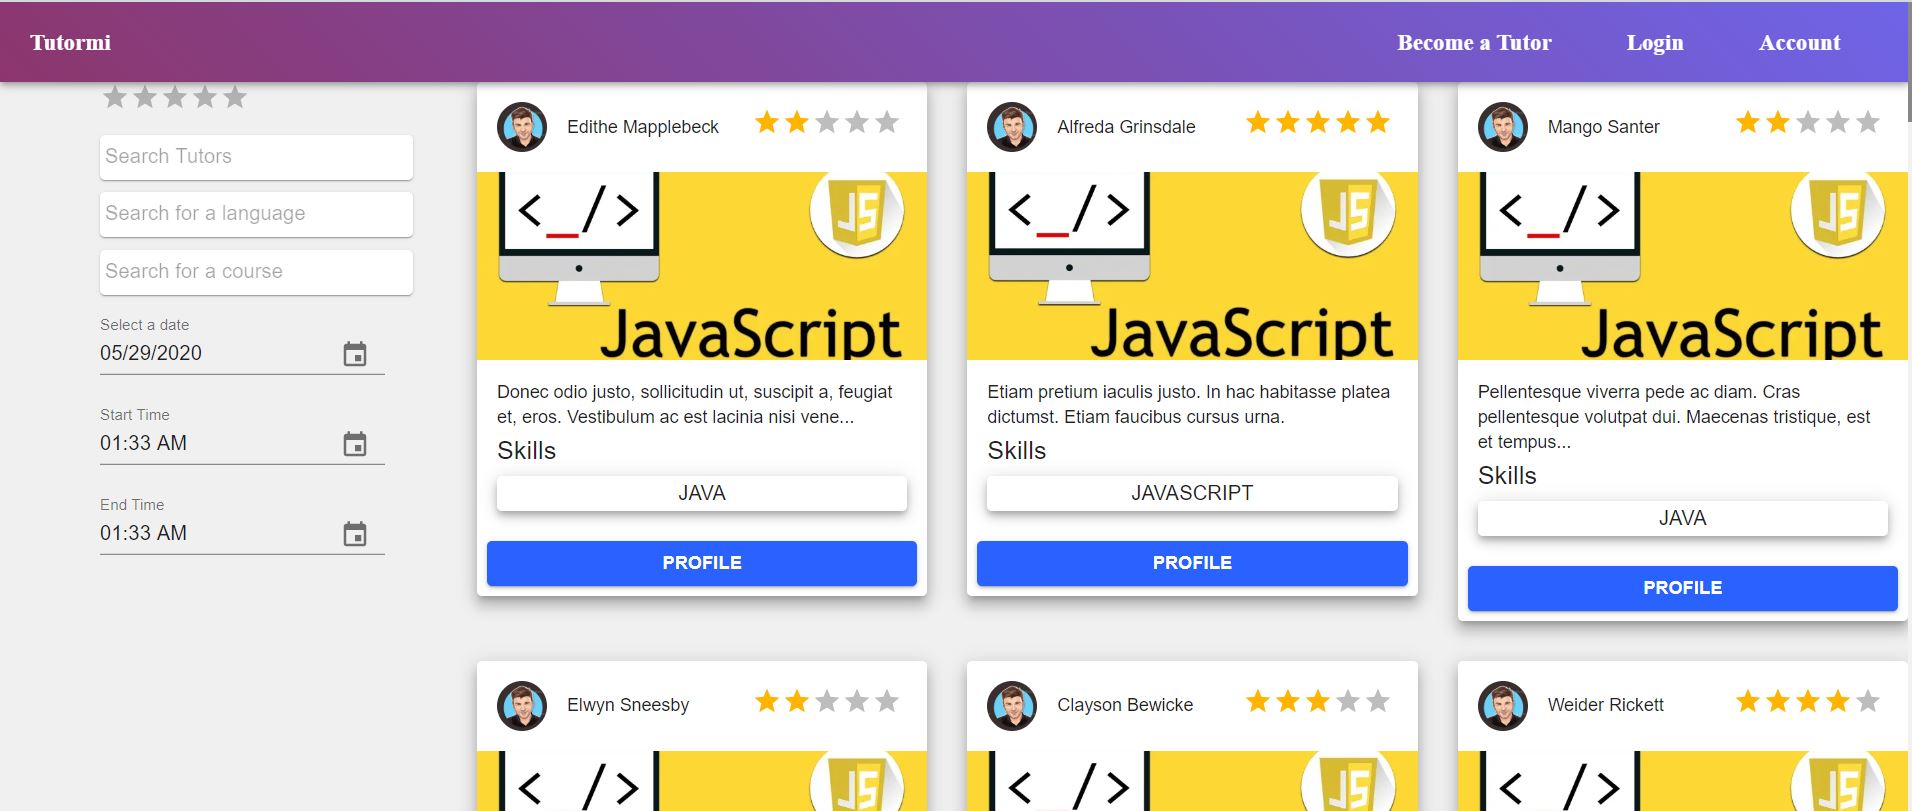 Tutormi
Become a Tutor
Login
Account
Search Tutors
Search for a language
Search for a course
Select a date
05/29/2020
Start Time
01:33 AM
End Time
01:33 AM
Edithe Mapplebeck
< _ / >
JS
JavaScript
Donec odio justo, sollicitudin ut, suscipit a, feugiat
et, eros. Vestibulum ac est lacinia nisi vene...
Skills
JAVA
PROFILE
Alfreda Grinsdale
< _ / >
JS
JavaScript
Etiam pretium iaculis justo. In hac habitasse platea
dictumst. Etiam faucibus cursus urna.
Skills
JAVASCRIPT
PROFILE
Mango Santer
< _ / >
JS
JavaScript
Pellentesque viverra pede ac diam. Cras
pellentesque volutpat dui. Maecenas tristique, est
et tempus...
Skills
JAVA
PROFILE
Elwyn Sneesby
< / >
JS
Clayson Bewicke
< / >
JS
Weider Rickett
< / >
JS